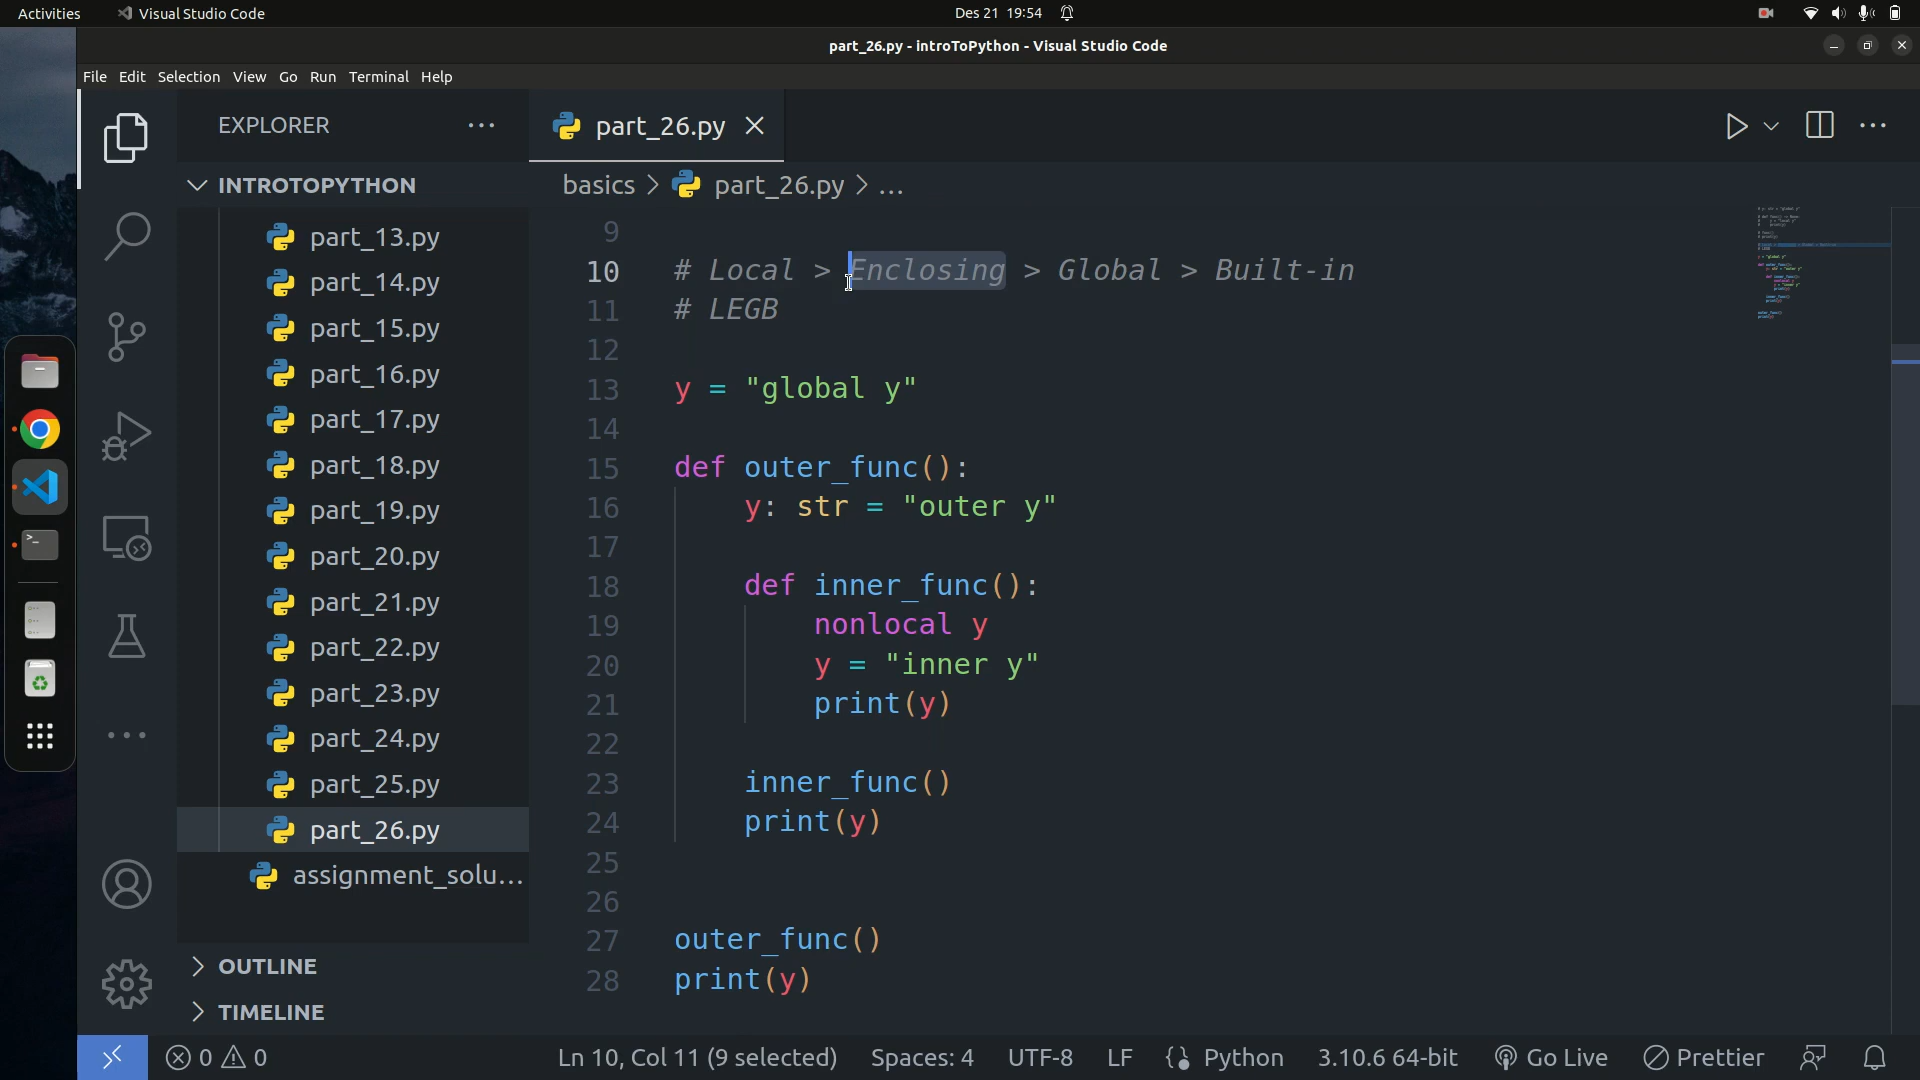 Activities
Visual Studio Code
Des 21 19:54
part_26.py - introToPython - Visual Studio Code
File Edit Selection View Go Run Terminal Help
EXPLORER
part_26.py
INTROTOPYTHON
basics > part_26.py > ...
part_13.py
part_14.py
part_15.py
part_16.py
part_17.py
part_18.py
part_19.py
part_20.py
part_21.py
part_22.py
part_23.py
part_24.py
part_25.py
part_26.py
assignment_solu...
OUTLINE
TIMELINE
9
10 # Local > Enclosing > Global > Built-in
11 # LEGB
12
13 y = "global y"
14
15 def outer_func():
16 y: str = "outer y"
17
18 def inner_func():
19 nonlocal y
20 y = "inner y"
21 print(y)
22
23 inner_func()
24 print(y)
25
26
27 outer_func()
28 print(y)
0 0
Ln 10, Col 11 (9 selected)
Spaces: 4
UTF-8
LF
Python
3.10.6 64-bit
Go Live
Prettier